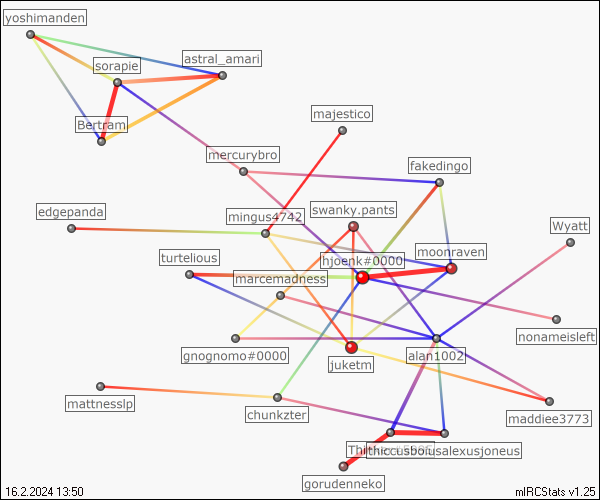 yoshimanden
astral_amari
sorapie
majestico
Bertram
mercurybro
fakedingo
edgepanda
swanky.pants
mingus4742
Wyatt
moonraven
turtelious
hjoenk#0000
marcemadness
nonameisleft
gnognomo#0000
alan1002
juketm
mattnesslp
chunkzter
maddiee3773
thiccusbonusalexusjoneus
gorudenneko
16.2.2024 13:50
mIRCStats v1.25